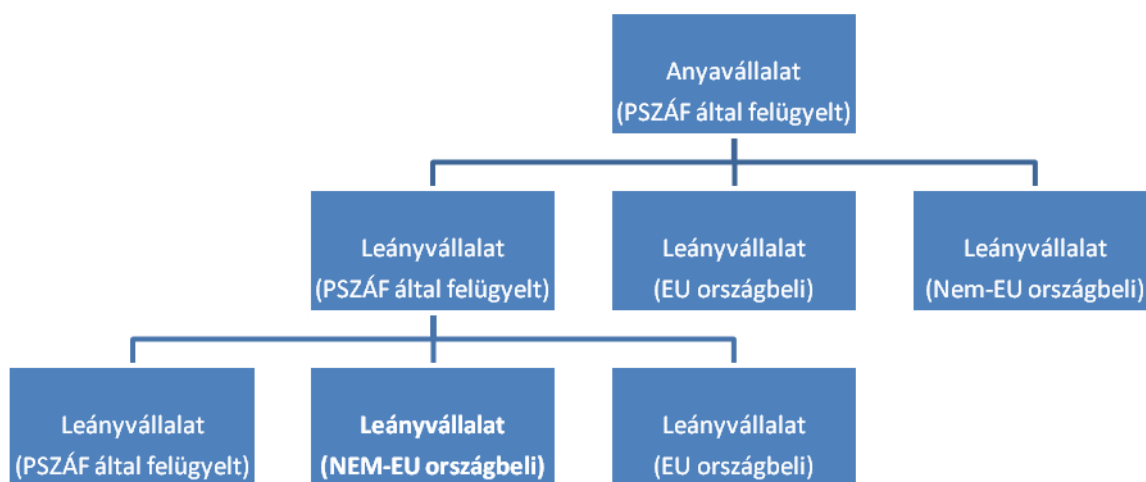 Anyavállalat
(PSZÁF által felügyelt)
Leányvállalat
(PSZÁF által felügyelt)
Leányvállalat
(EU országbeli)
Leányvállalat
(Nem-EU országbeli)
Leányvállalat
(PSZÁF által felügyelt)
Leányvállalat
(NEM-EU országbeli)
Leányvállalat
(EU országbeli)